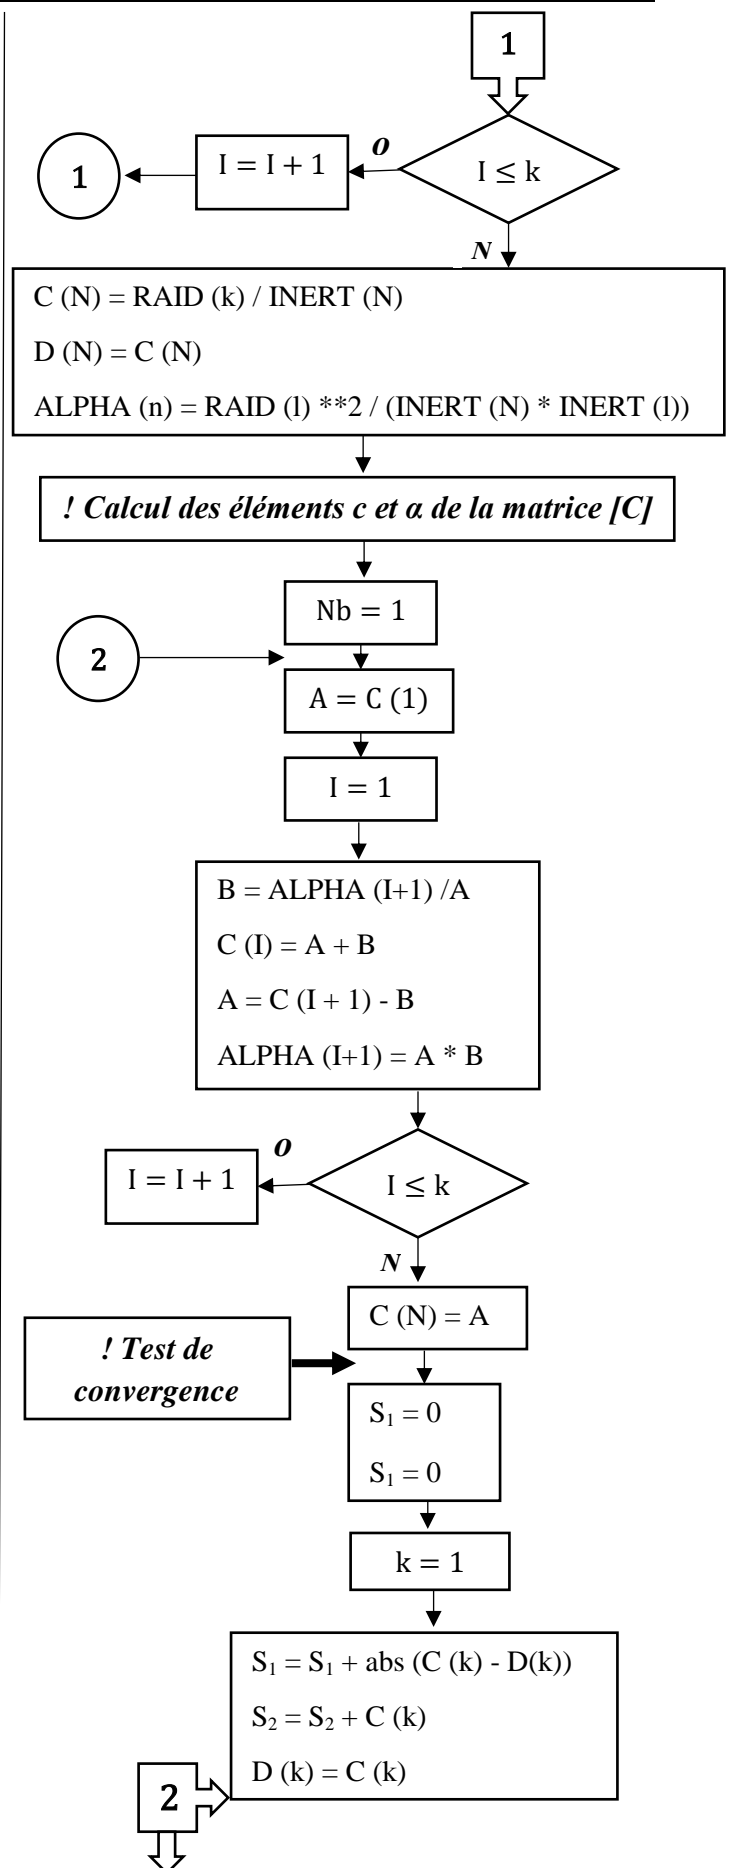 1
O
1
I = I + 1
I ≤ k
N
C (N) = RAID (k) / INERT (N)
D (N) = C (N)
ALPHA (n) = RAID (l) **2 / (INERT (N) * INERT (l))
! Calcul des éléments c et α de la matrice [C]
Nb = 1
2
A = C (1)
I = 1
B = ALPHA (I+1) /A
C (I) = A + B
A = C (I + 1) - B
ALPHA (I+1) = A * B
O
I = I + 1
I ≤ k
N
C (N) = A
! Test de
convergence
S₁ = 0
S₁ = 0
k = 1
S₁ = S₁ + abs (C (k) - D(k))
S₂ = S₂ + C (k)
D (k) = C (k)
2